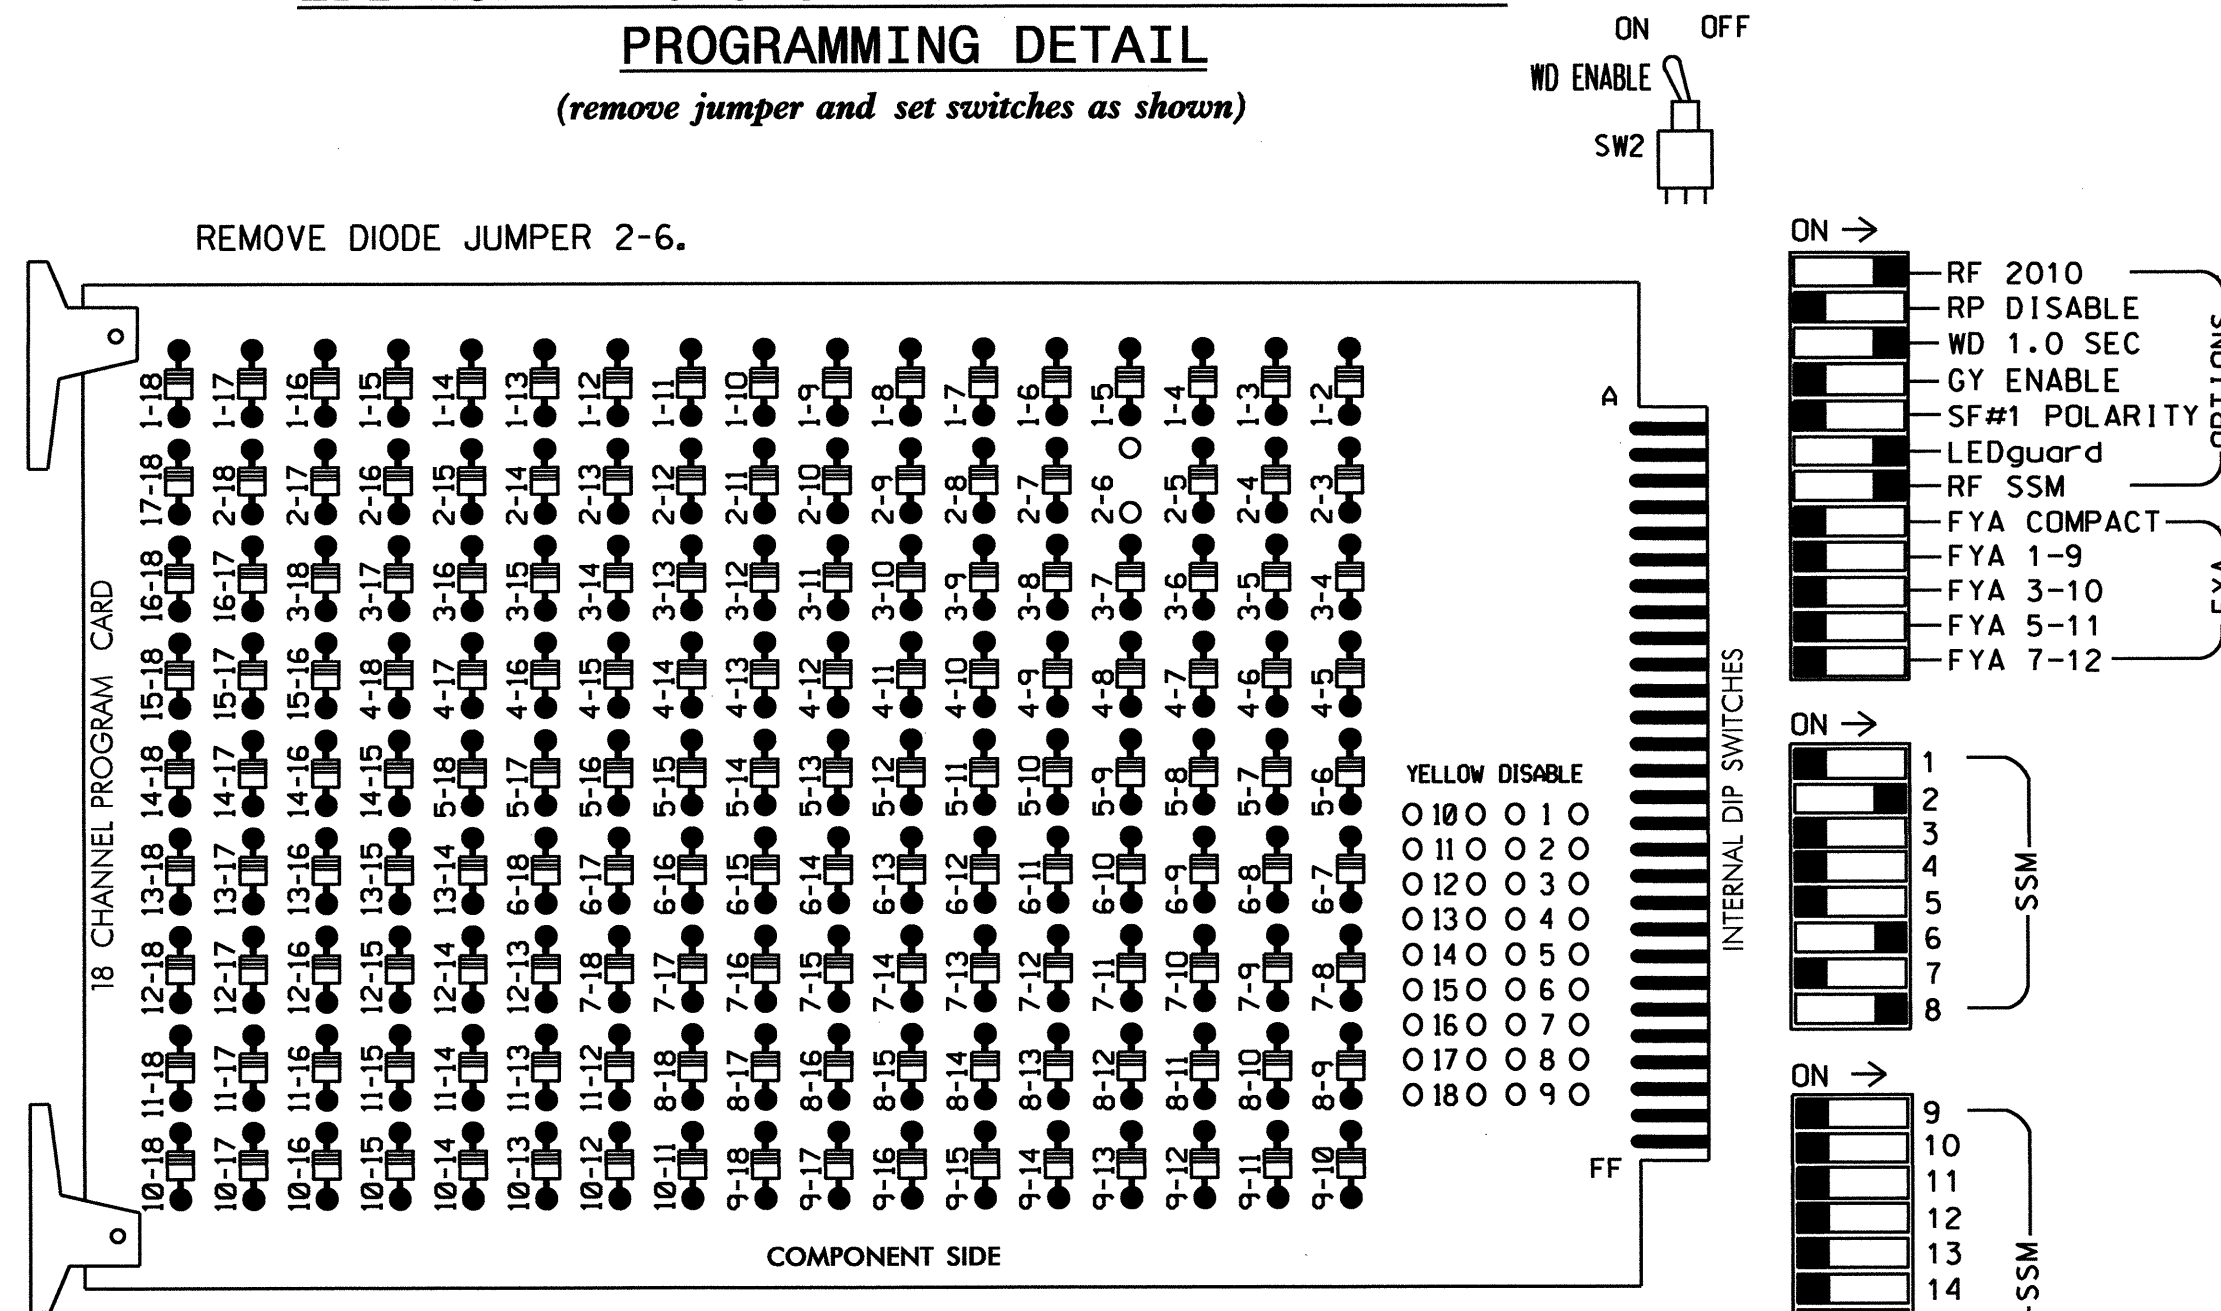 PROGRAMMING DETAIL
(remove jumper and set switches as shown)
ON OFF
WD ENABLE
SW2
REMOVE DIODE JUMPER 2-6.
18 CHANNEL PROGRAM CARD
1-18 1-17 1-16 1-15 1-14 1-13 1-12 1-11 1-10 1-9 1-8 1-7 1-6 1-5 1-4 1-3 1-2
17-18 2-18 2-17 2-16 2-15 2-14 2-13 2-12 2-11 2-10 2-9 2-8 2-7 2-6 2-5 2-4 2-3
16-18 16-17 3-18 3-17 3-16 3-15 3-14 3-13 3-12 3-11 3-10 3-9 3-8 3-7 3-6 3-5 3-4
15-18 15-17 15-16 4-18 4-17 4-16 4-15 4-14 4-13 4-12 4-11 4-10 4-9 4-8 4-7 4-6 4-5
14-18 14-17 14-16 14-15 5-18 5-17 5-16 5-15 5-14 5-13 5-12 5-11 5-10 5-9 5-8 5-7 5-6
13-18 13-17 13-16 13-15 13-14 6-18 6-17 6-16 6-15 6-14 6-13 6-12 6-11 6-10 6-9 6-8 6-7
12-18 12-17 12-16 12-15 12-14 12-13 7-18 7-17 7-16 7-15 7-14 7-13 7-12 7-11 7-10 7-9 7-8
11-18 11-17 11-16 11-15 11-14 11-13 11-12 8-18 8-17 8-16 8-15 8-14 8-13 8-12 8-11 8-10 8-9
10-18 10-17 10-16 10-15 10-14 10-13 10-12 10-11 9-18 9-17 9-16 9-15 9-14 9-13 9-12 9-11 9-10
COMPONENT SIDE
A
FF
YELLOW DISABLE
10 1
11 2
12 3
13 4
14 5
15 6
16 7
17 8
18 9
INTERNAL DIP SWITCHES
ON →
RF 2010
RP DISABLE
WD 1.0 SEC
GY ENABLE
SF#1 POLARITY
LEDguard
RF SSM
OPTIONS
FYA COMPACT
FYA 1-9
FYA 3-10
FYA 5-11
FYA 7-12
FYA
ON →
1
2
3
4
5
6
7
8
SSM
ON →
9
10
11
12
13
14
SSM